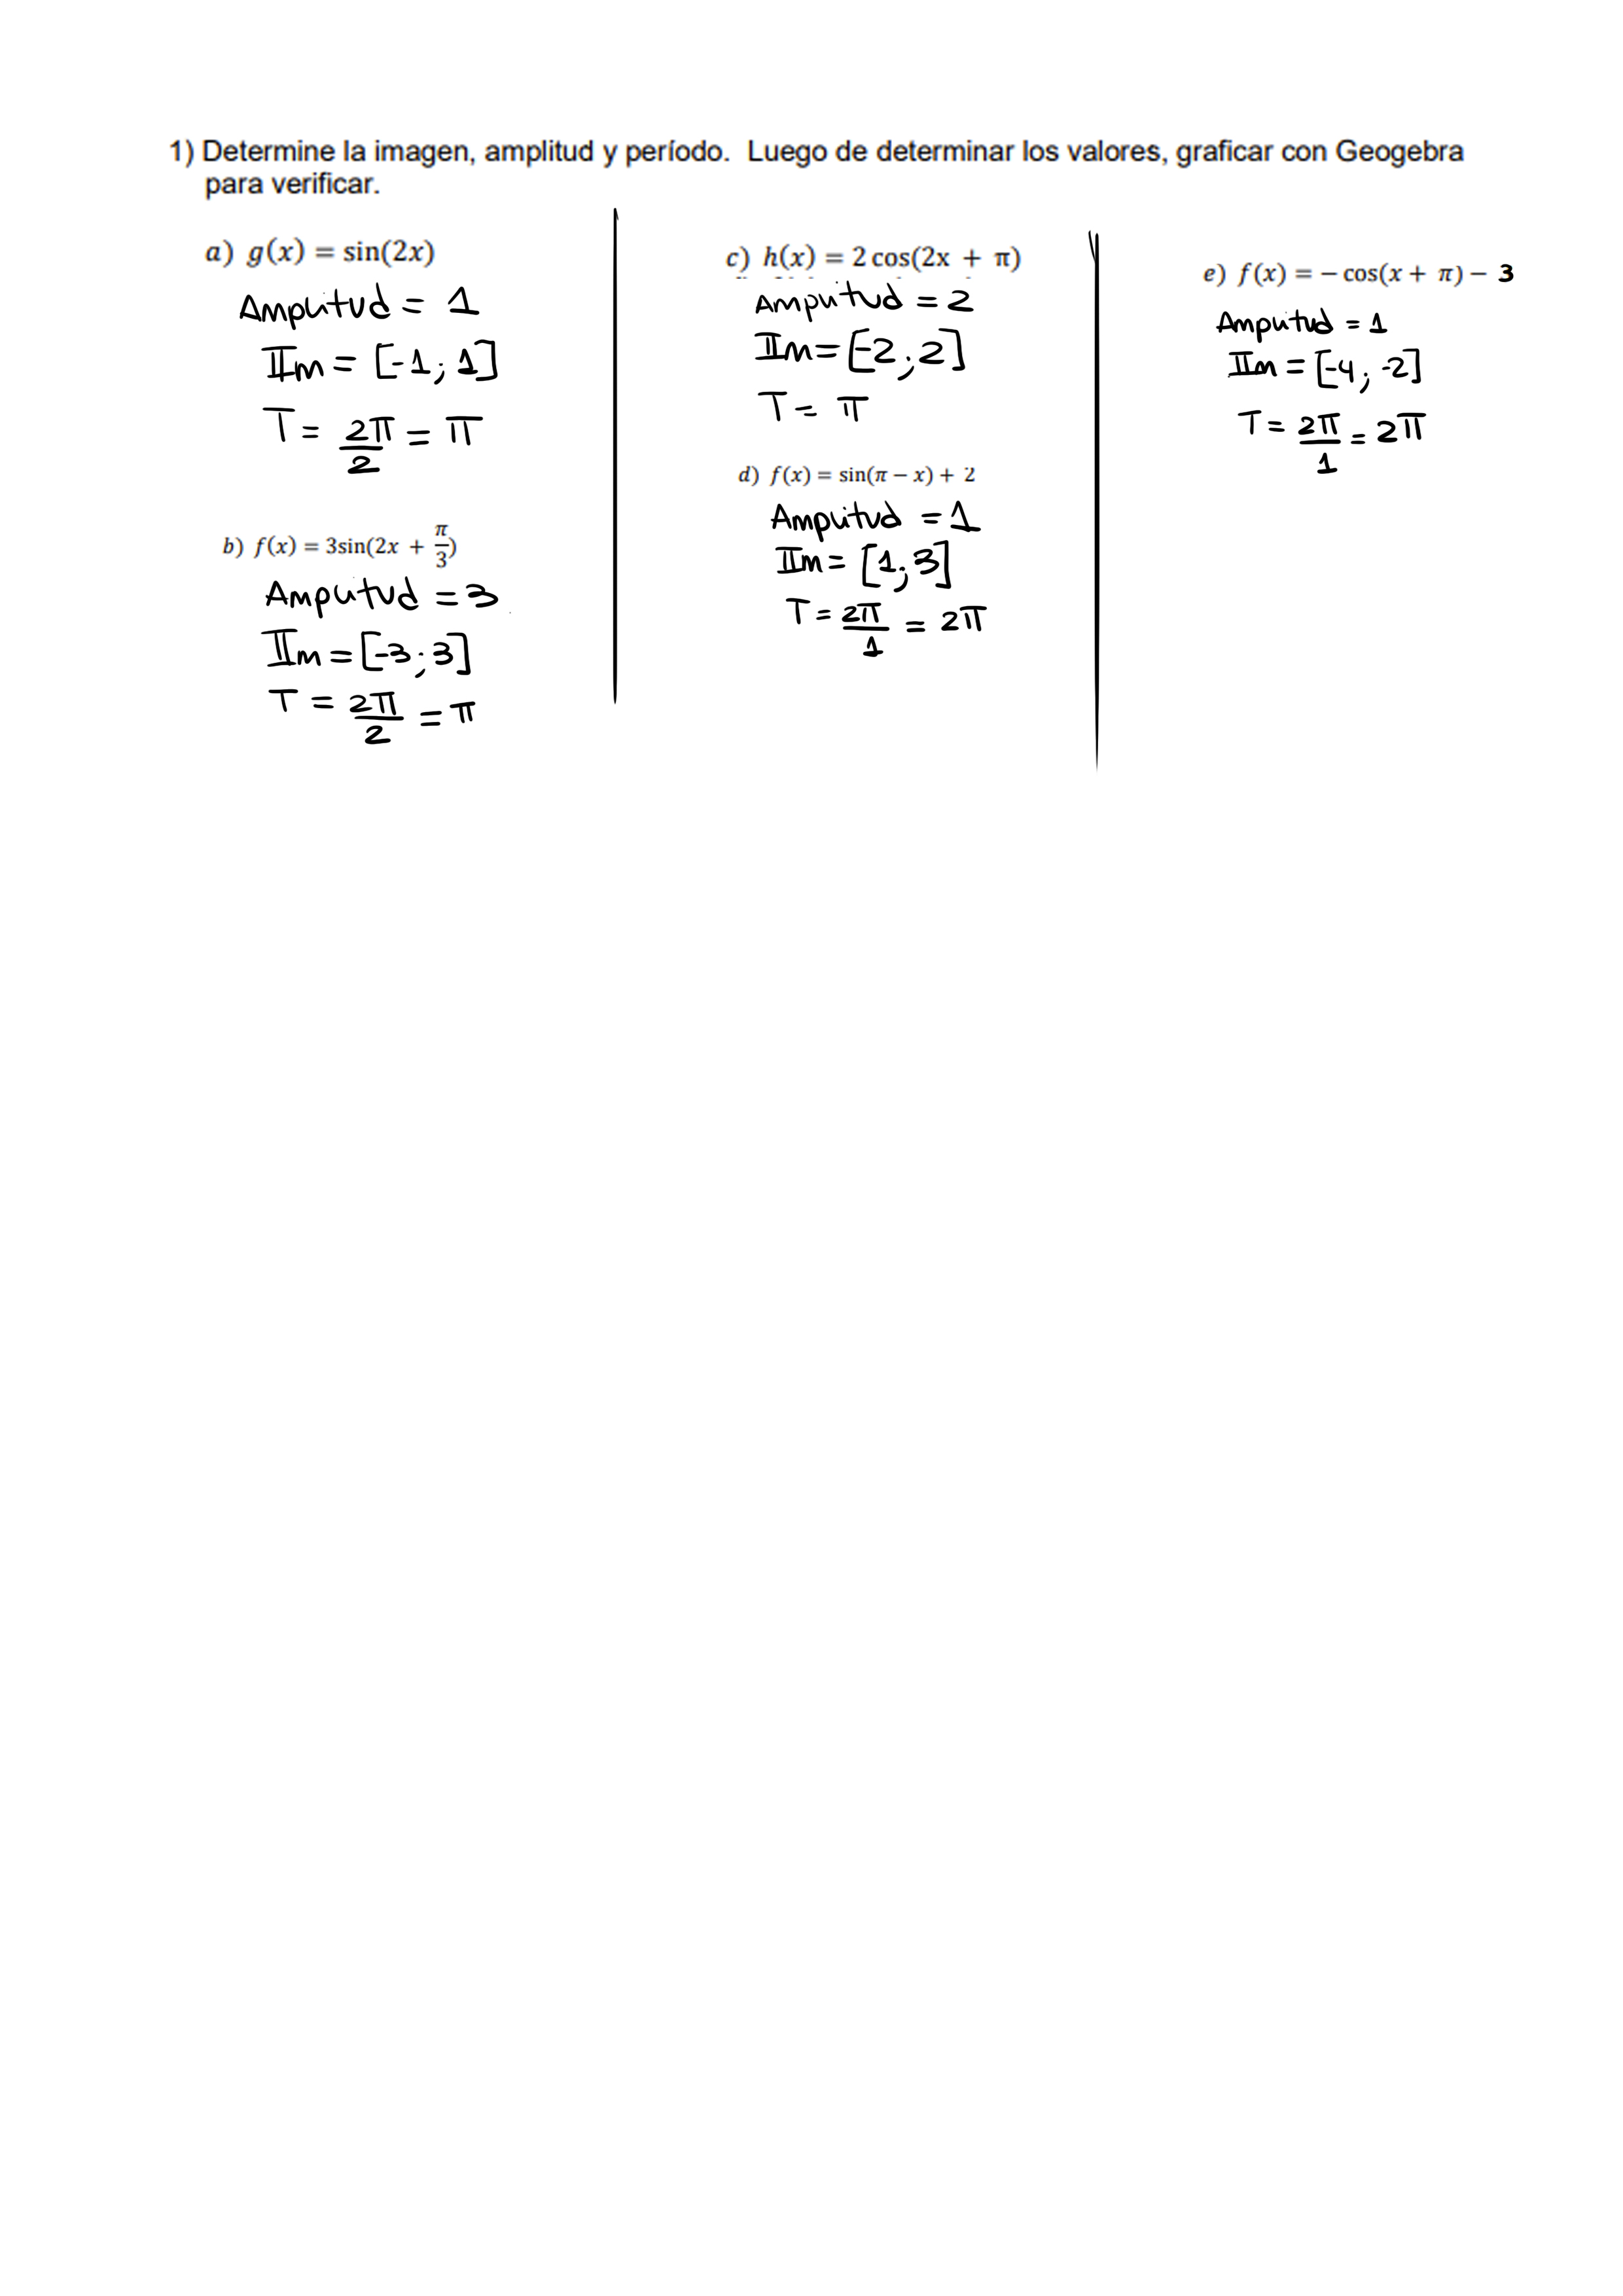 1) Determine la imagen, amplitud y período. Luego de determinar los valores, graficar con Geogebra
para verificar.
a) g(x) = sin(2x)
Amplitud = 1
Im = [-1; 1]
T = 2π/2 = π
b) f(x) = 3sin(2x + π/3)
Amplitud = 3
Im = [-3; 3]
T = 2π/2 = π
c) h(x) = 2 cos(2x + π)
Amplitud = 2
Im = [-2; 2]
T = π
d) f(x) = sin(π − x) + 2
Amplitud = 1
Im = [1; 3]
T = 2π/1 = 2π
e) f(x) = − cos(x + π) − 3
Amplitud = 1
Im = [-4; -2]
T = 2π/1 = 2π